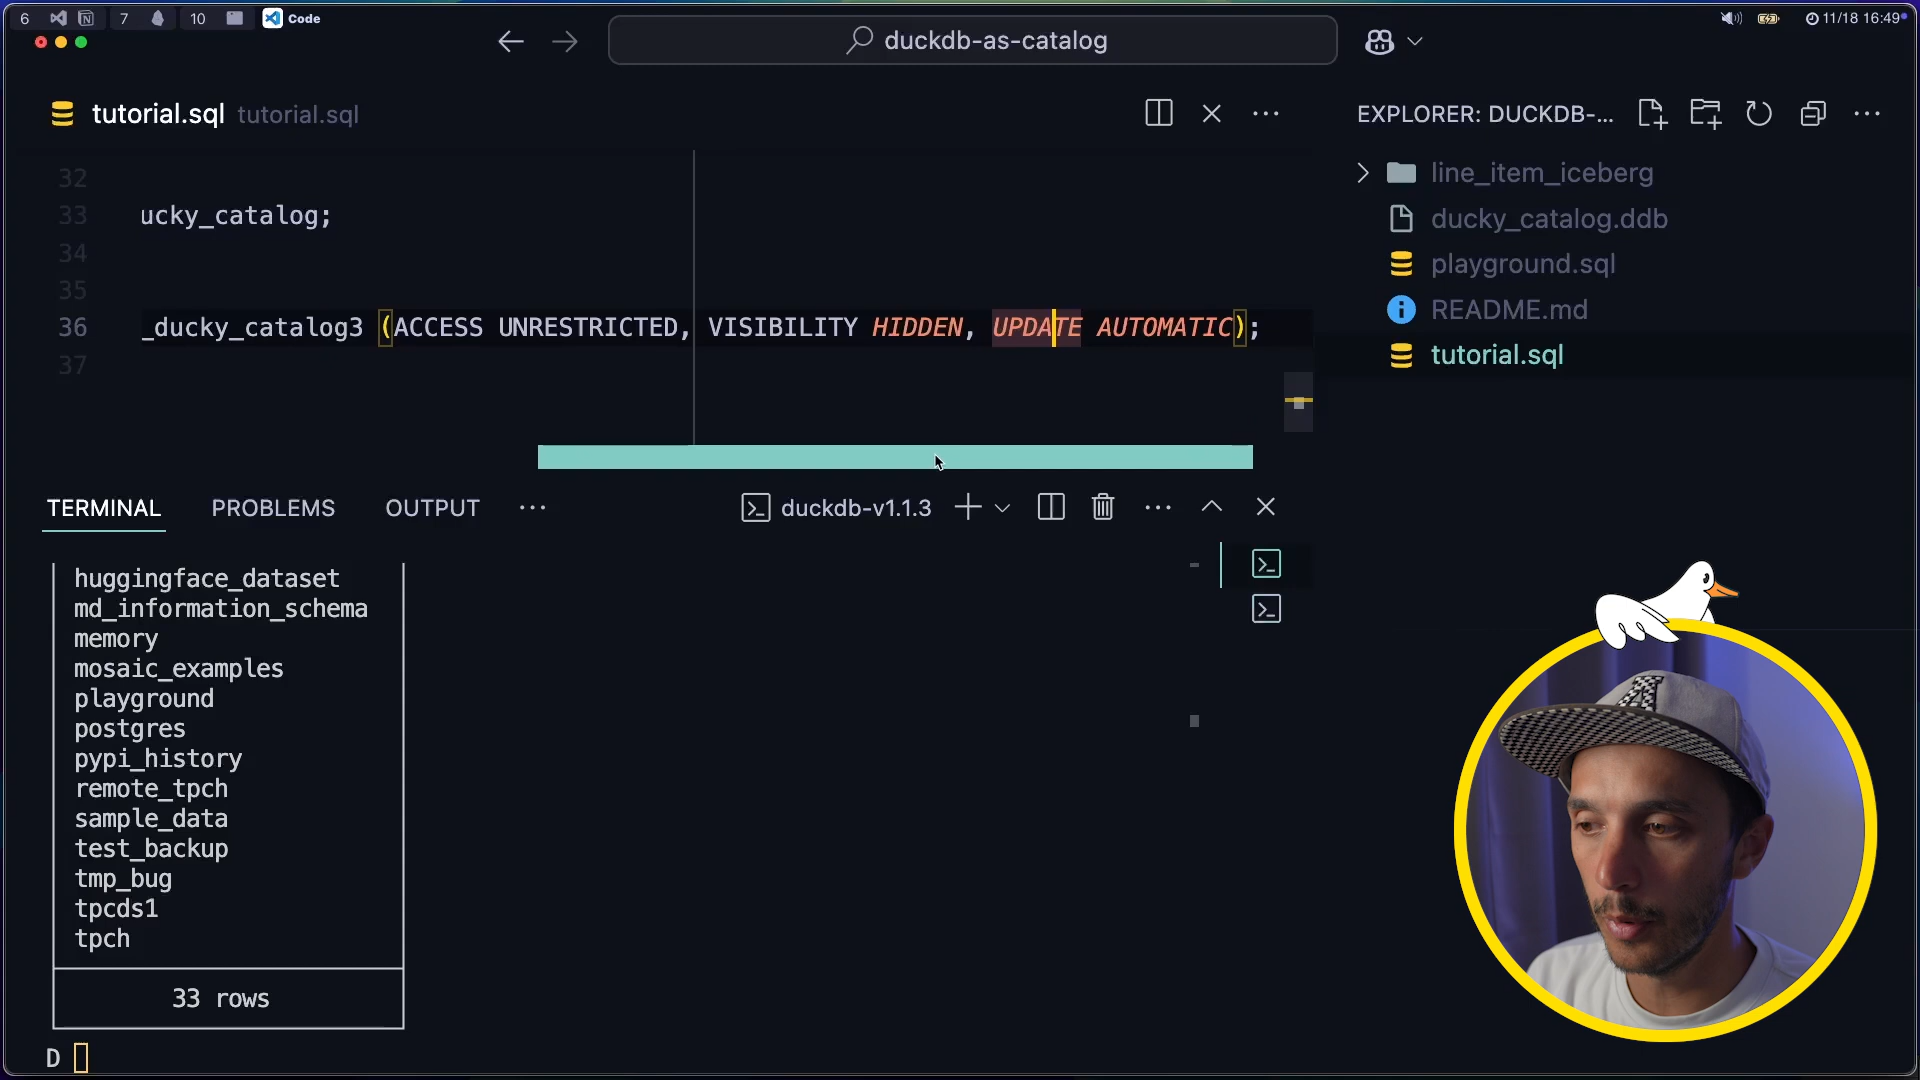 6 7 10 Code 11/18 16:49
duckdb-as-catalog
tutorial.sql tutorial.sql
32
33 ucky_catalog;
34
35
36 _ducky_catalog3 (ACCESS UNRESTRICTED, VISIBILITY HIDDEN, UPDATE AUTOMATIC);
37
EXPLORER: DUCKDB-...
line_item_iceberg
ducky_catalog.ddb
playground.sql
README.md
tutorial.sql
TERMINAL PROBLEMS OUTPUT ... duckdb-v1.1.3
huggingface_dataset
md_information_schema
memory
mosaic_examples
playground
postgres
pypi_history
remote_tpch
sample_data
test_backup
tmp_bug
tpcds1
tpch
33 rows
D